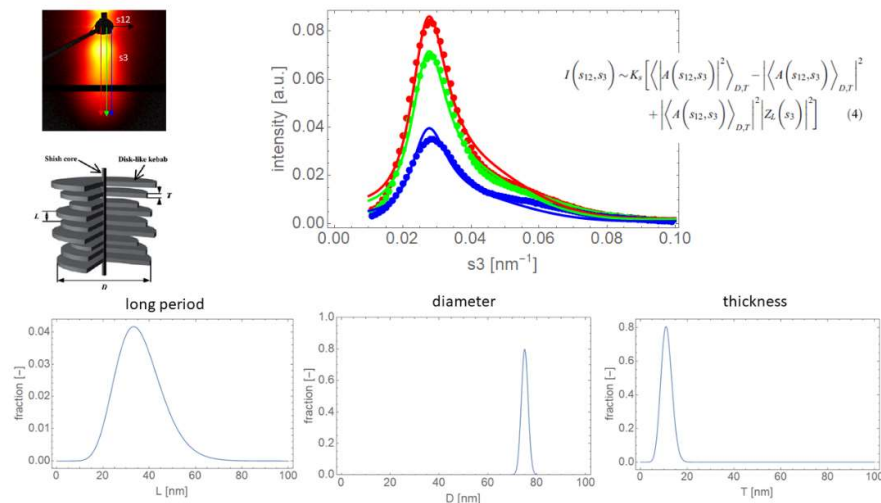 s12
s3
Shish core
Disk-like kebab
T
L
D
intensity [a.u.]
0.08
0.06
0.04
0.02
0.00
0.00
0.02
0.04
0.06
0.08
0.10
s3 [nm⁻¹]
I(s₁₂,s₃) ~ Kₛ[⟨|A(s₁₂,s₃)|²⟩_D,T − |⟨A(s₁₂,s₃)⟩_D,T|²
+ |⟨A(s₁₂,s₃)⟩_D,T|² |Z_L(s₃)|²] (4)
long period
fraction [–]
0.04
0.03
0.02
0.01
0.00
0 20 40 60 80 100
L [nm]
diameter
fraction [–]
1.0
0.8
0.6
0.4
0.2
0.0
0 20 40 60 80 100
D [nm]
thickness
fraction [–]
0.8
0.6
0.4
0.2
0.0
0 20 40 60 80 100
T [nm]